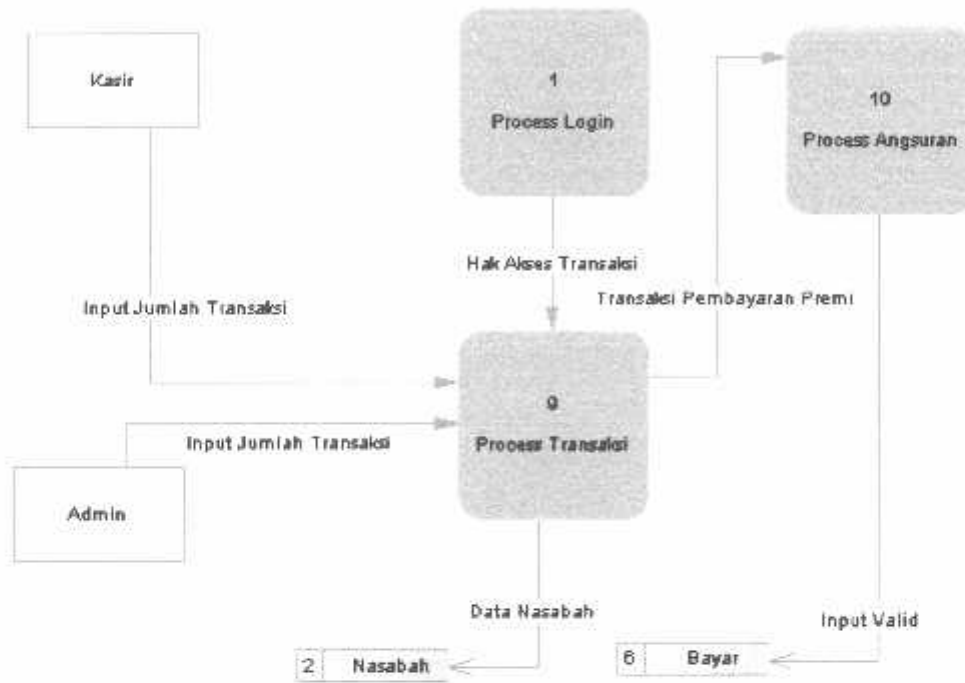 Kasir
1
Process Login
10
Process Angsuran
Hak Akses Transaksi
Transaksi Pembayaran Premi
Input Jumlah Transaksi
9
Process Transaksi
Input Jumlah Transaksi
Admin
Data Nasabah
Input Valid
2 Nasabah
6 Bayar